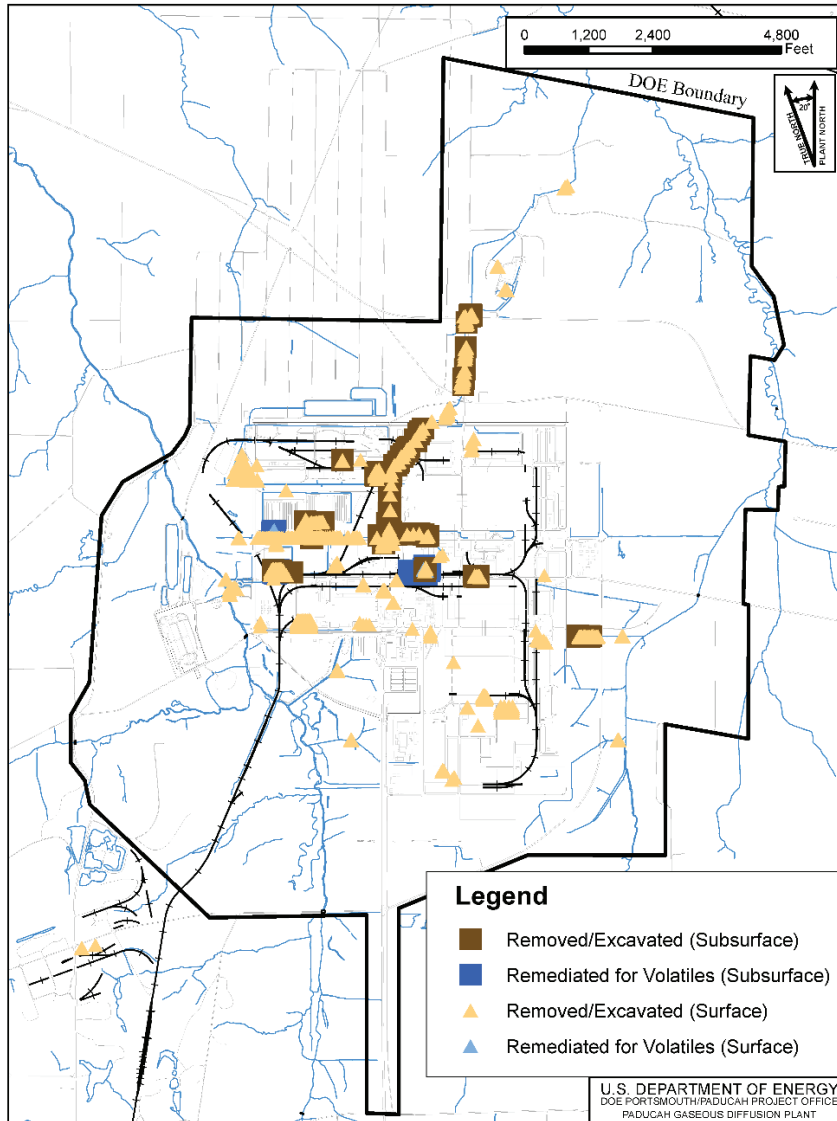 0 1,200 2,400 4,800
Feet
DOE Boundary
TRUE NORTH
20°
PLANT NORTH
Legend
Removed/Excavated (Subsurface)
Remediated for Volatiles (Subsurface)
Removed/Excavated (Surface)
Remediated for Volatiles (Surface)
U.S. DEPARTMENT OF ENERGY
DOE PORTSMOUTH/PADUCAH PROJECT OFFICE
PADUCAH GASEOUS DIFFUSION PLANT